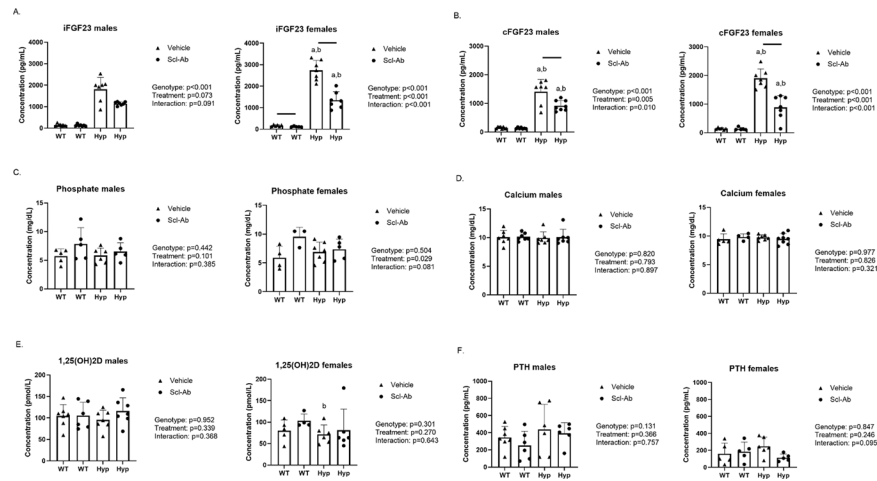 A.
iFGF23 males
Concentration (pg/mL)
4000
3000
2000
1000
0
WT WT Hyp Hyp
Vehicle
Scl-Ab
Genotype: p<0.001
Treatment: p=0.073
Interaction: p=0.091
iFGF23 females
Concentration (pg/mL)
4000
3000
2000
1000
0
a,b
a,b
WT WT Hyp Hyp
Vehicle
Scl-Ab
Genotype: p<0.001
Treatment: p<0.001
Interaction: p<0.001
B.
cFGF23 males
Concentration (pg/mL)
3000
2000
1000
0
a,b
a,b
WT WT Hyp Hyp
Vehicle
Scl-Ab
Genotype: p<0.001
Treatment: p=0.005
Interaction: p=0.010
cFGF23 females
Concentration (pg/mL)
3000
2000
1000
0
a,b
a,b
WT WT Hyp Hyp
Vehicle
Scl-Ab
Genotype: p<0.001
Treatment: p<0.001
Interaction: p<0.001
C.
Phosphate males
Concentration (mg/dL)
15
10
5
0
WT WT Hyp Hyp
Vehicle
Scl-Ab
Genotype: p=0.442
Treatment: p=0.101
Interaction: p=0.385
Phosphate females
Concentration (mg/dL)
15
10
5
0
WT WT Hyp Hyp
Vehicle
Scl-Ab
Genotype: p=0.504
Treatment: p=0.029
Interaction: p=0.081
D.
Calcium males
Concentration (mg/dL)
15
10
5
0
WT WT Hyp Hyp
Vehicle
Scl-Ab
Genotype: p=0.820
Treatment: p=0.793
Interaction: p=0.897
Calcium females
Concentration (mg/dL)
15
10
5
0
WT WT Hyp Hyp
Vehicle
Scl-Ab
Genotype: p=0.977
Treatment: p=0.826
Interaction: p=0.321
E.
1,25(OH)2D males
Concentration (pmol/L)
200
150
100
50
0
WT WT Hyp Hyp
Vehicle
Scl-Ab
Genotype: p=0.952
Treatment: p=0.339
Interaction: p=0.368
1,25(OH)2D females
Concentration (pmol/L)
200
150
100
50
0
b
WT WT Hyp Hyp
Vehicle
Scl-Ab
Genotype: p=0.301
Treatment: p=0.270
Interaction: p=0.643
F.
PTH males
Concentration (pg/mL)
800
600
400
200
0
WT WT Hyp Hyp
Vehicle
Scl-Ab
Genotype: p=0.131
Treatment: p=0.366
Interaction: p=0.757
PTH females
Concentration (pg/mL)
1000
800
600
400
200
0
WT WT Hyp Hyp
Vehicle
Scl-Ab
Genotype: p=0.847
Treatment: p=0.246
Interaction: p=0.095